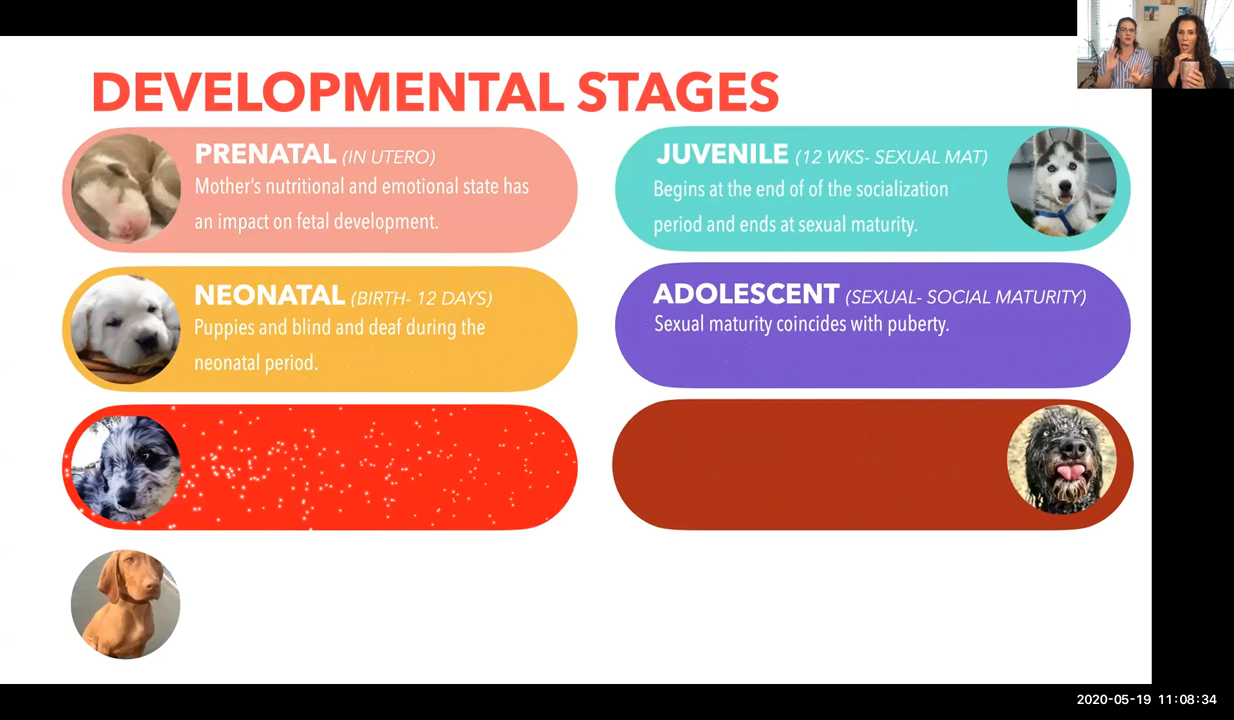 DEVELOPMENTAL STAGES
PRENATAL (IN UTERO)
Mother's nutritional and emotional state has
an impact on fetal development.
NEONATAL (BIRTH- 12 DAYS)
Puppies and blind and deaf during the
neonatal period.
JUVENILE (12 WKS- SEXUAL MAT)
Begins at the end of of the socialization
period and ends at sexual maturity.
ADOLESCENT (SEXUAL- SOCIAL MATURITY)
Sexual maturity coincides with puberty.
2020-05-19 11:08:34